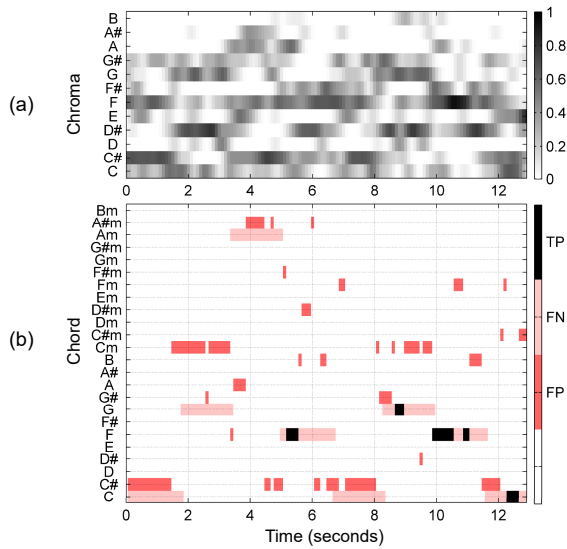 (a)
Chroma
B
A#
A
G#
G
F#
F
E
D#
D
C#
C
0
2
4
6
8
10
12
1
0.8
0.6
0.4
0.2
0
(b)
Chord
Bm
A#m
Am
G#m
Gm
F#m
Fm
Em
D#m
Dm
C#m
Cm
B
A#
A
G#
G
F#
F
E
D#
D
C#
C
0
2
4
6
8
10
12
Time (seconds)
TP
FN
FP